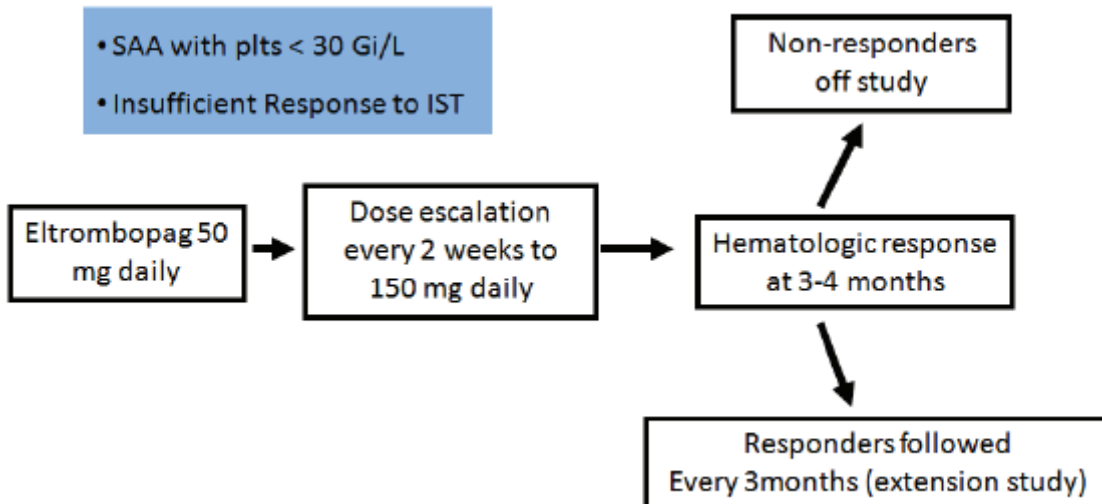 • SAA with plts < 30 Gi/L
• Insufficient Response to IST
Non-responders
off study
Eltrombopag 50
mg daily
Dose escalation
every 2 weeks to
150 mg daily
Hematologic response
at 3-4 months
Responders followed
Every 3months (extension study)